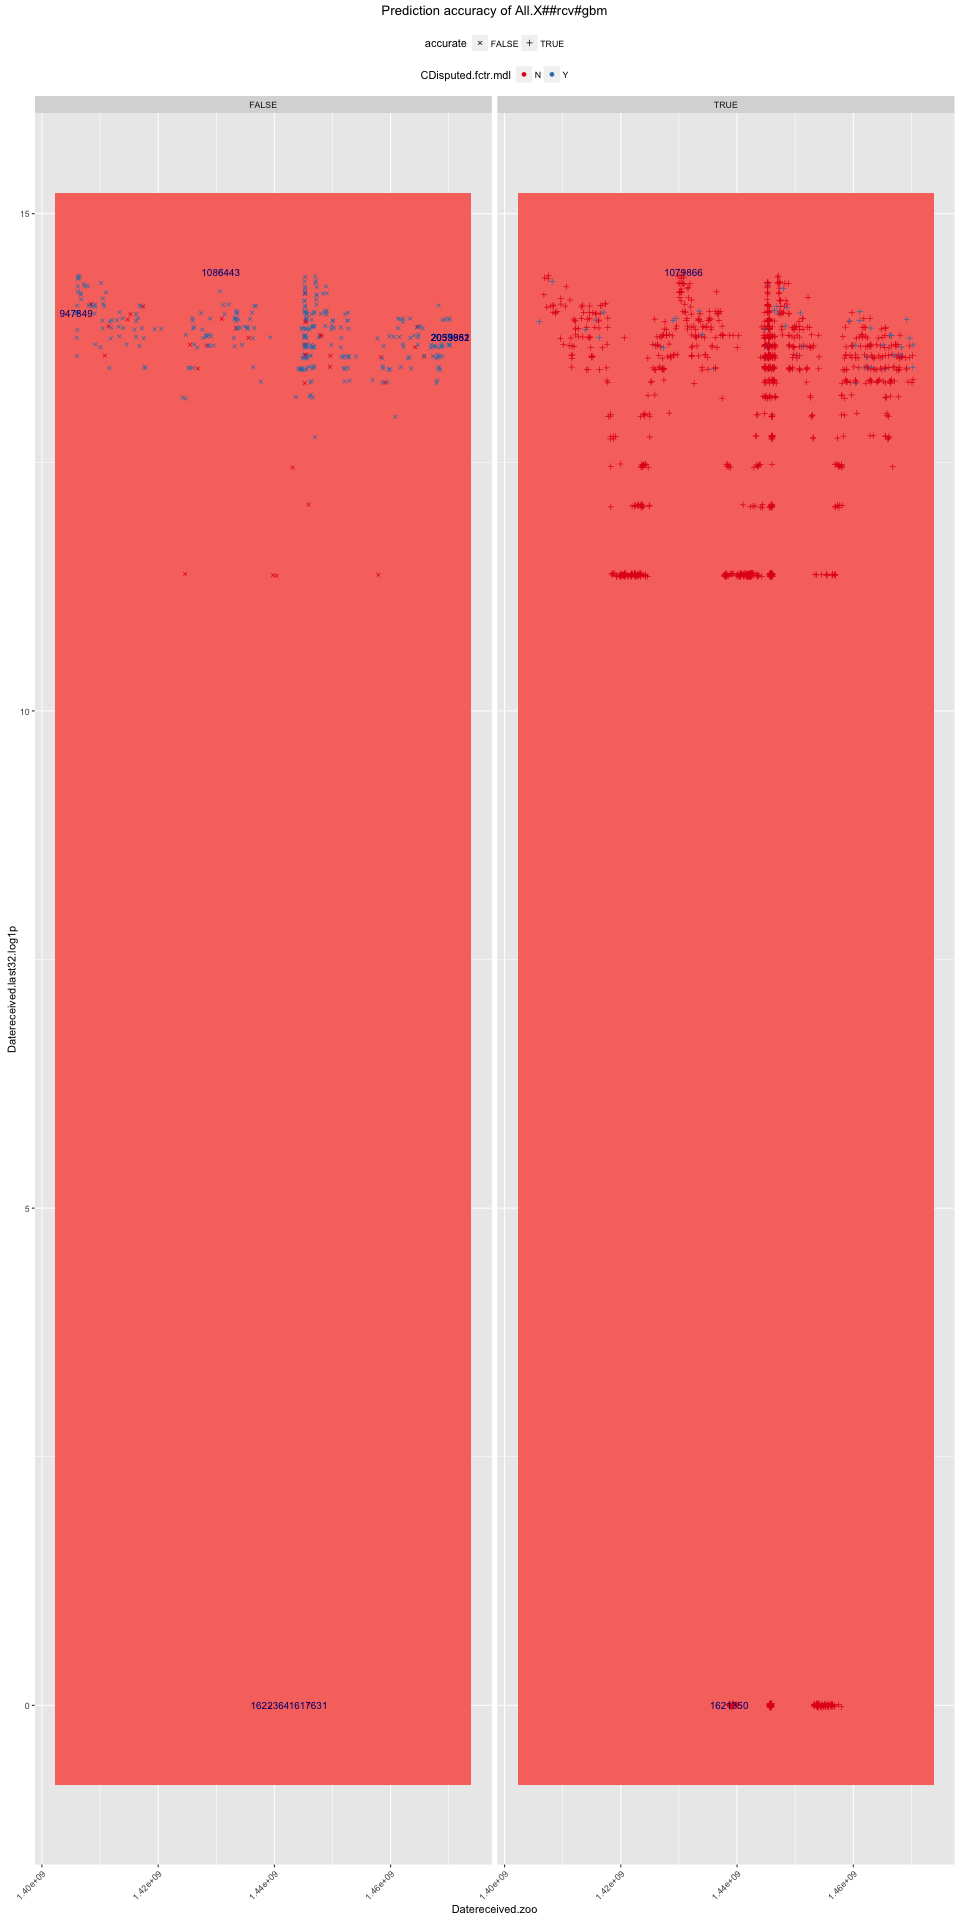 Prediction accuracy of All.X##rcv#gbm
accurate FALSE TRUE
CDisputed.fctr.mdl N Y
FALSE TRUE
15
1086443 1079866
947849
10
Datereceived.last32.log1p
5
0
1.40e+09 1.42e+09 1.44e+09 1.46e+09 1.40e+09 1.42e+09 1.44e+09 1.46e+09
Datereceived.zoo